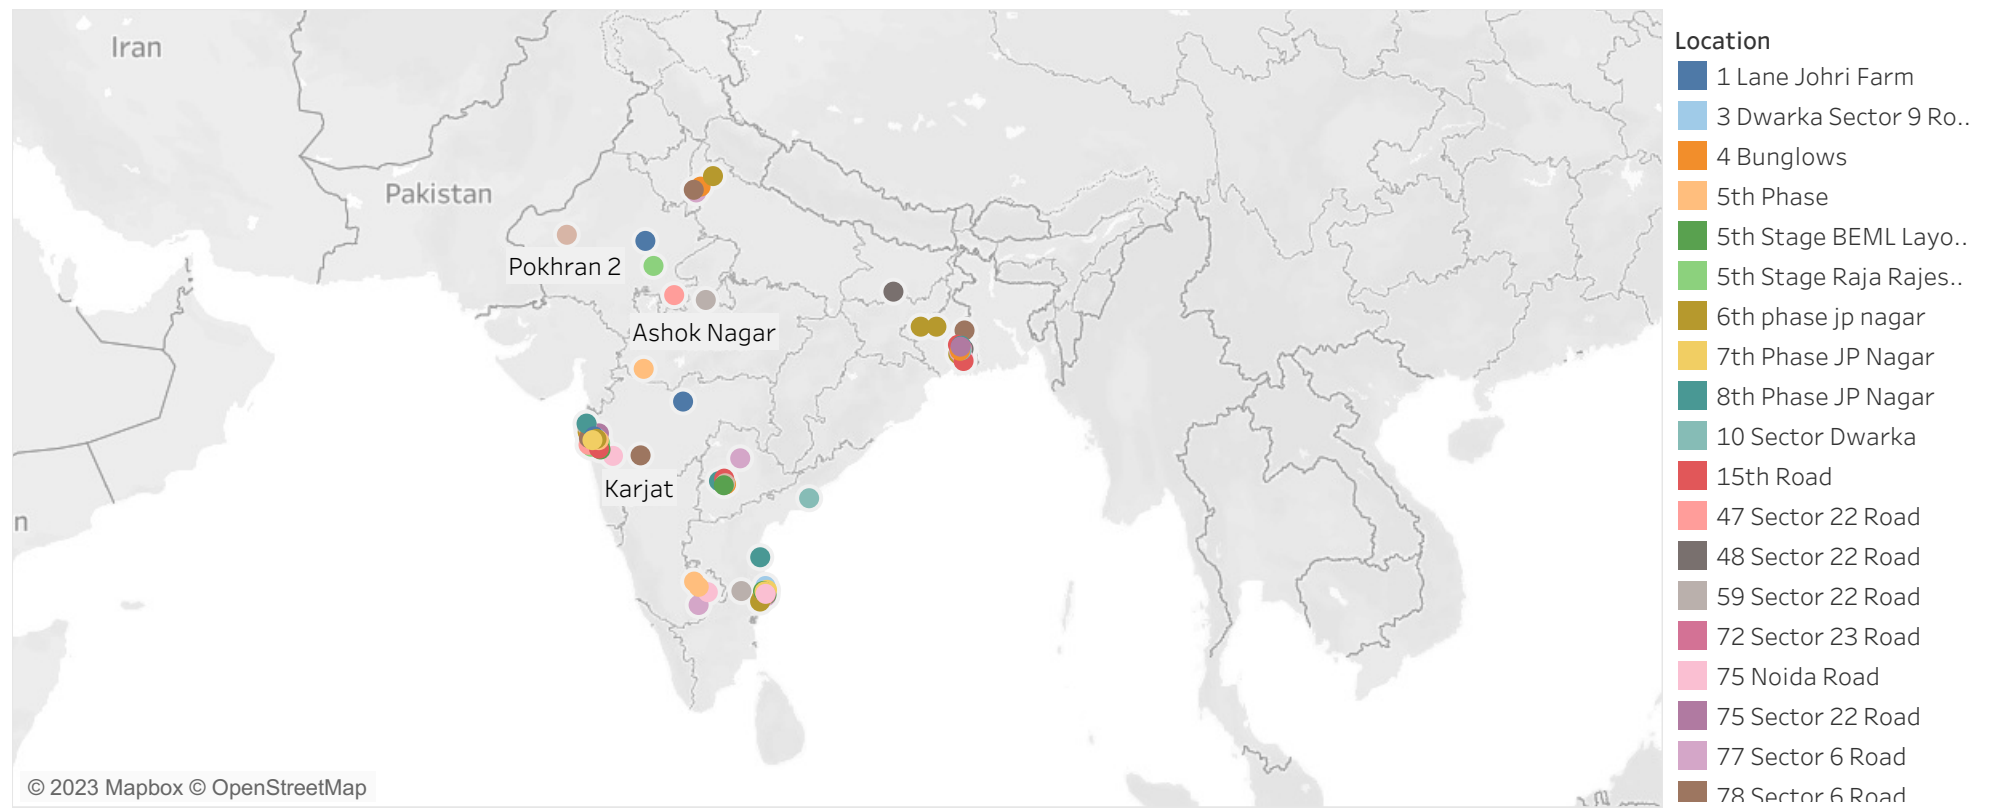 Iran
Pakistan
Pokhran 2
Ashok Nagar
Karjat
n
© 2023 Mapbox © OpenStreetMap
Location
1 Lane Johri Farm
3 Dwarka Sector 9 Ro..
4 Bunglows
5th Phase
5th Stage BEML Layo..
5th Stage Raja Rajes..
6th phase jp nagar
7th Phase JP Nagar
8th Phase JP Nagar
10 Sector Dwarka
15th Road
47 Sector 22 Road
48 Sector 22 Road
59 Sector 22 Road
72 Sector 23 Road
75 Noida Road
75 Sector 22 Road
77 Sector 6 Road
78 Sector 6 Road